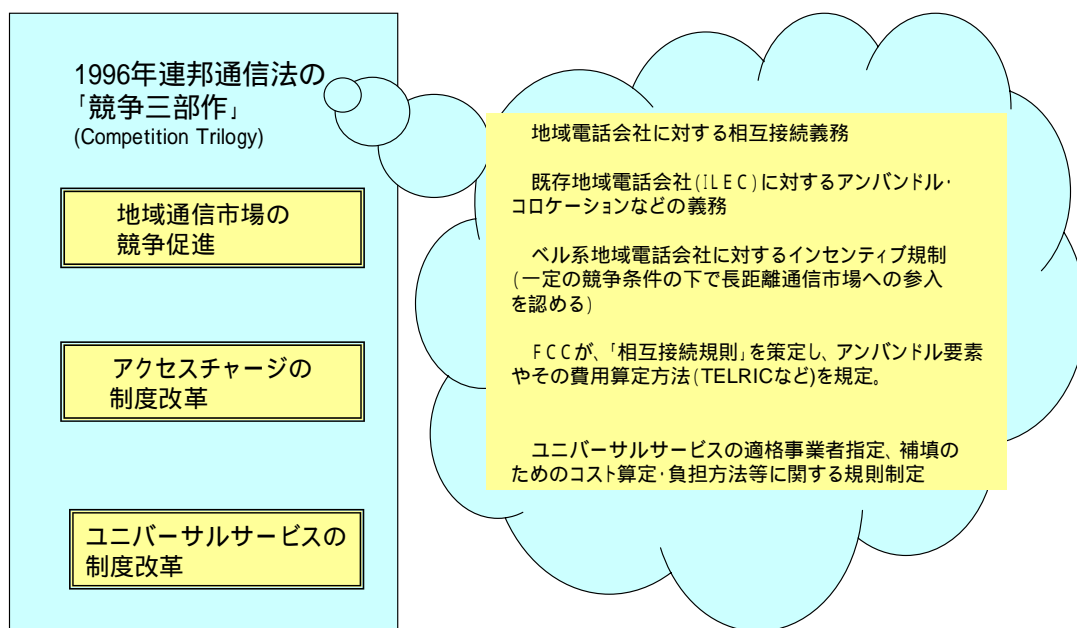 1996年連邦通信法の
「競争三部作」
(Competition Trilogy)
地域通信市場の
競争促進
アクセスチャージの
制度改革
ユニバーサルサービスの
制度改革
地域電話会社に対する相互接続義務
既存地域電話会社(ILEC)に対するアンバンドル・
コロケーションなどの義務
ベル系地域電話会社に対するインセンティブ規制
(一定の競争条件の下で長距離通信市場への参入
を認める)
FCCが、「相互接続規則」を策定し、アンバンドル要素
やその費用算定方法(TELRICなど)を規定。
ユニバーサルサービスの適格事業者指定、補填の
ためのコスト算定・負担方法等に関する規則制定